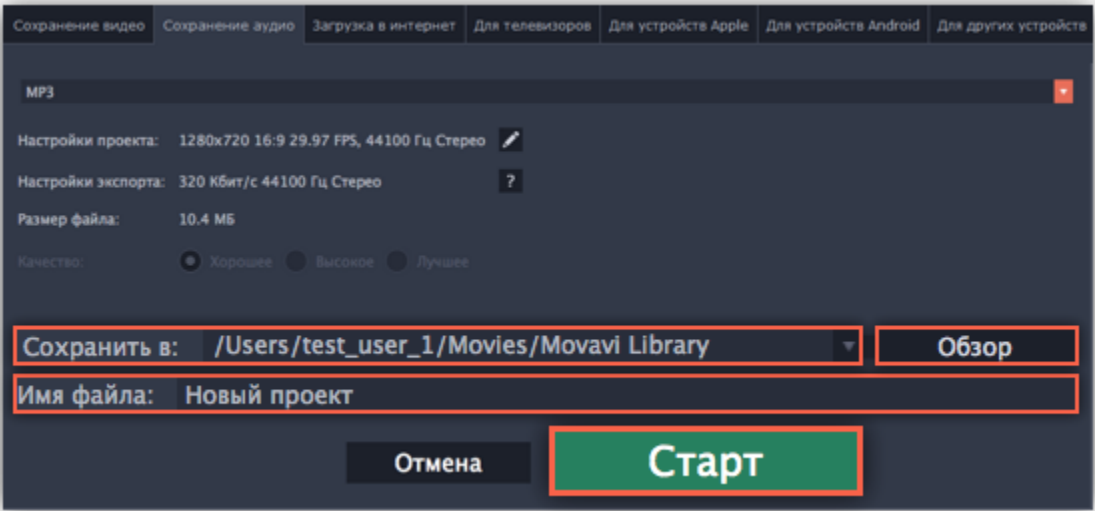 Сохранение видео Сохранение аудио Загрузка в интернет Для телевизоров Для устройств Apple Для устройств Android Для других устройств
MP3
Настройки проекта: 1280x720 16:9 29.97 FPS, 44100 Гц Стерео
Настройки экспорта: 320 Кбит/с 44100 Гц Стерео ?
Размер файла: 10.4 МБ
Качество: Хорошее Высокое Лучшее
Сохранить в: /Users/test_user_1/Movies/Movavi Library Обзор
Имя файла: Новый проект
Отмена Старт